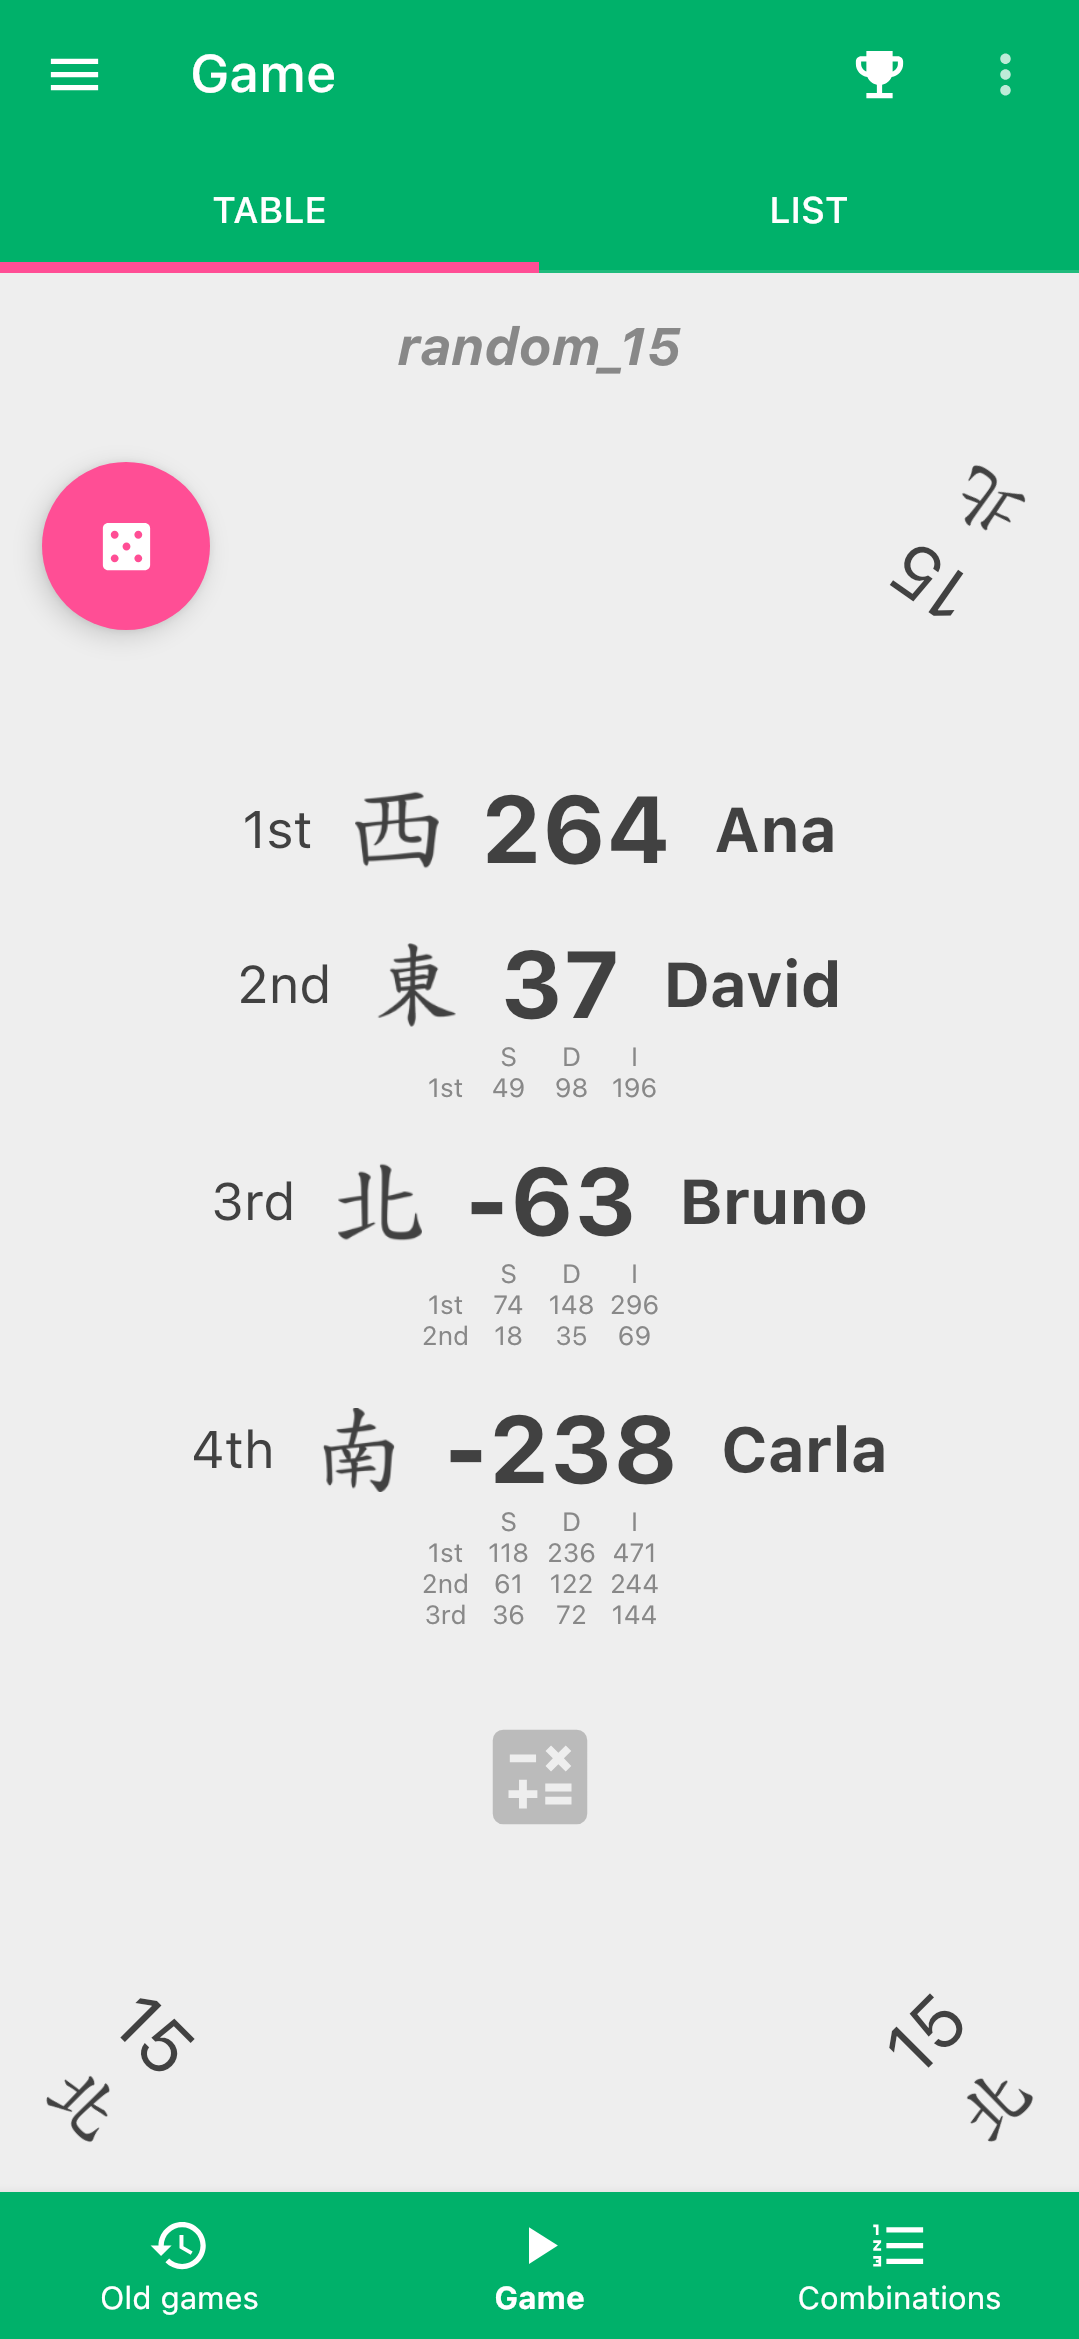 Game
TABLE LIST
random_15
北
15
1st 西 264 Ana
2nd 東 37 David
S D I
1st 49 98 196
3rd 北 -63 Bruno
S D I
1st 74 148 296
2nd 18 35 69
4th 南 -238 Carla
S D I
1st 118 236 471
2nd 61 122 244
3rd 36 72 144
15 15
北 北
Old games Game Combinations